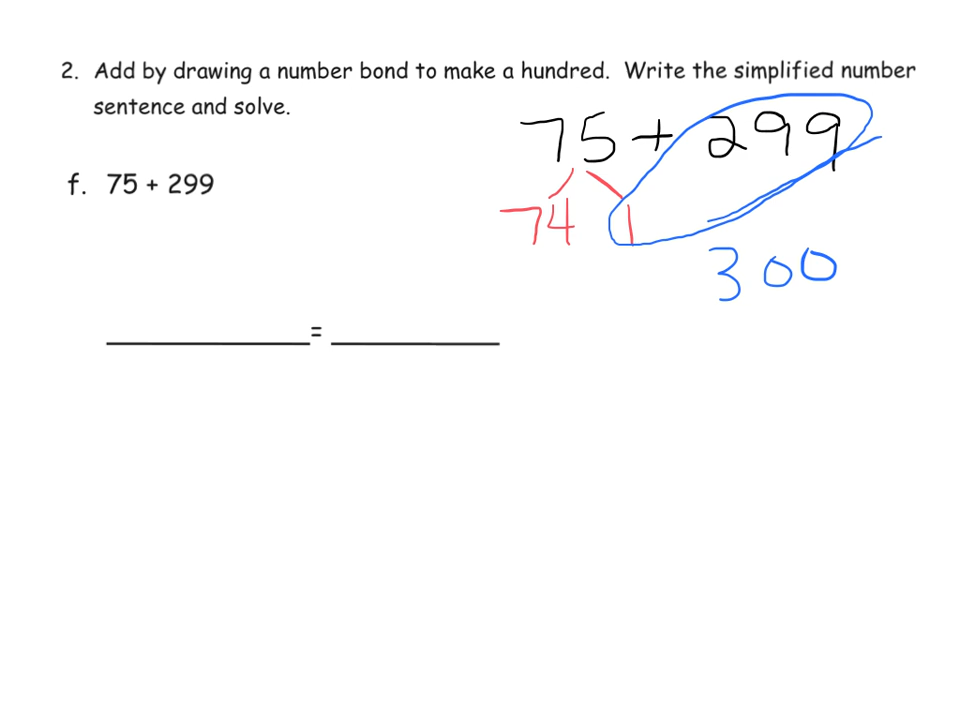 2. Add by drawing a number bond to make a hundred. Write the simplified number
sentence and solve.
75 + 299
f. 75 + 299
74 1
300
=